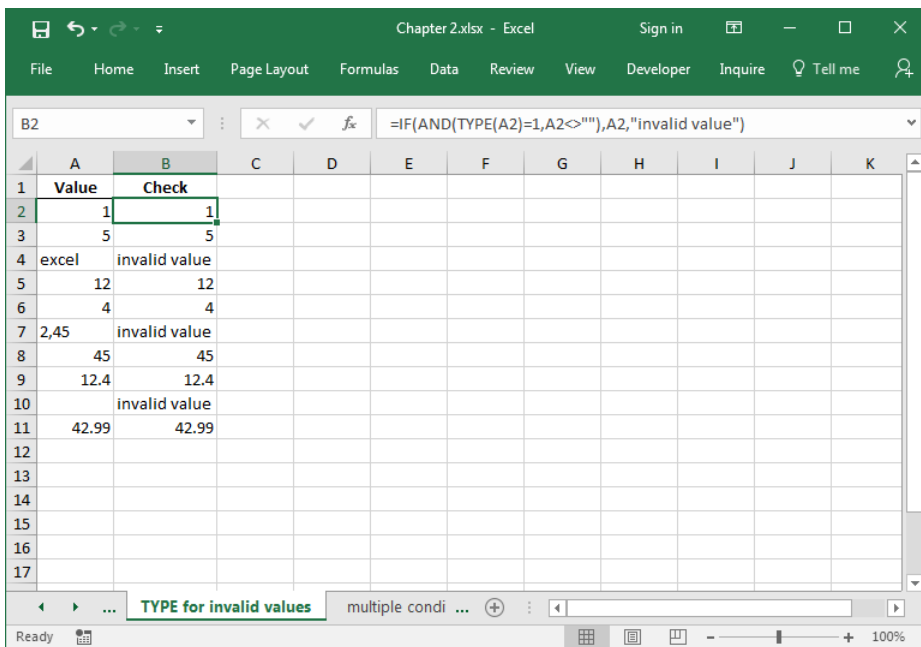 Chapter 2.xlsx - Excel Sign in
File Home Insert Page Layout Formulas Data Review View Developer Inquire Tell me
B2 fx =IF(AND(TYPE(A2)=1,A2<>""),A2,"invalid value")
A B C D E F G H I J K
1 Value Check
2 1 1
3 5 5
4 excel invalid value
5 12 12
6 4 4
7 2,45 invalid value
8 45 45
9 12.4 12.4
10 invalid value
11 42.99 42.99
12
13
14
15
16
17
... TYPE for invalid values multiple condi ...
Ready 100%